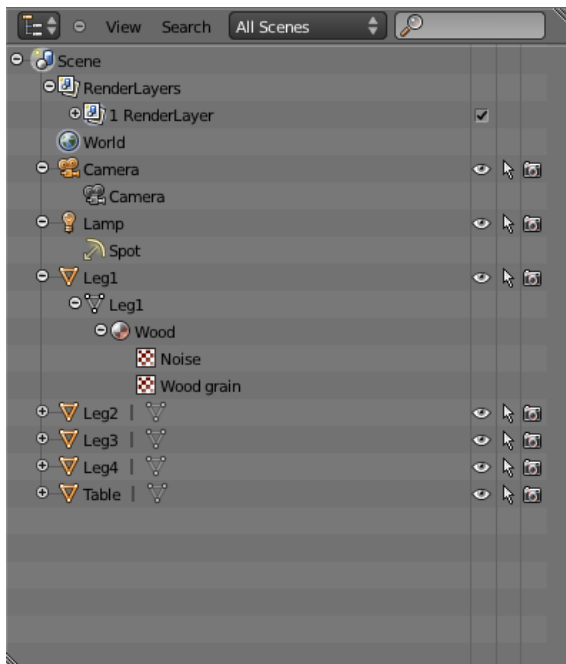 View Search All Scenes
Scene
RenderLayers
1 RenderLayer
World
Camera
Camera
Lamp
Spot
Leg1
Leg1
Wood
Noise
Wood grain
Leg2 |
Leg3 |
Leg4 |
Table |